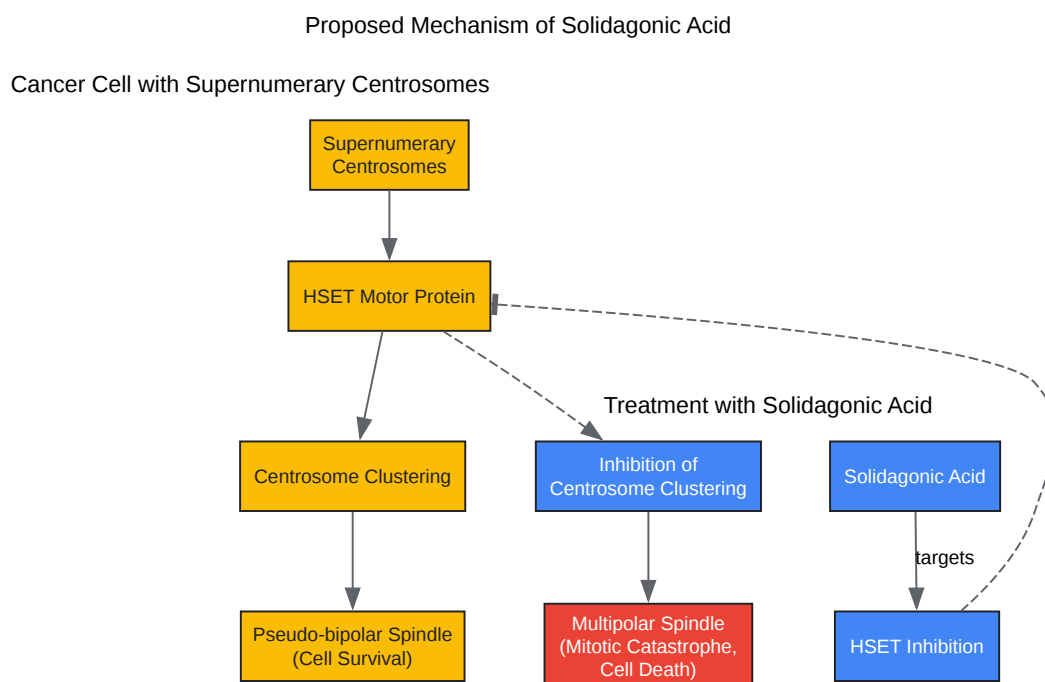 Proposed Mechanism of Solidagonic Acid
Cancer Cell with Supernumerary Centrosomes
Supernumerary
Centrosomes
HSET Motor Protein
Treatment with Solidagonic Acid
Centrosome Clustering
Inhibition of
Centrosome Clustering
Solidagonic Acid
targets
Pseudo-bipolar Spindle
(Cell Survival)
Multipolar Spindle
(Mitotic Catastrophe,
Cell Death)
HSET Inhibition